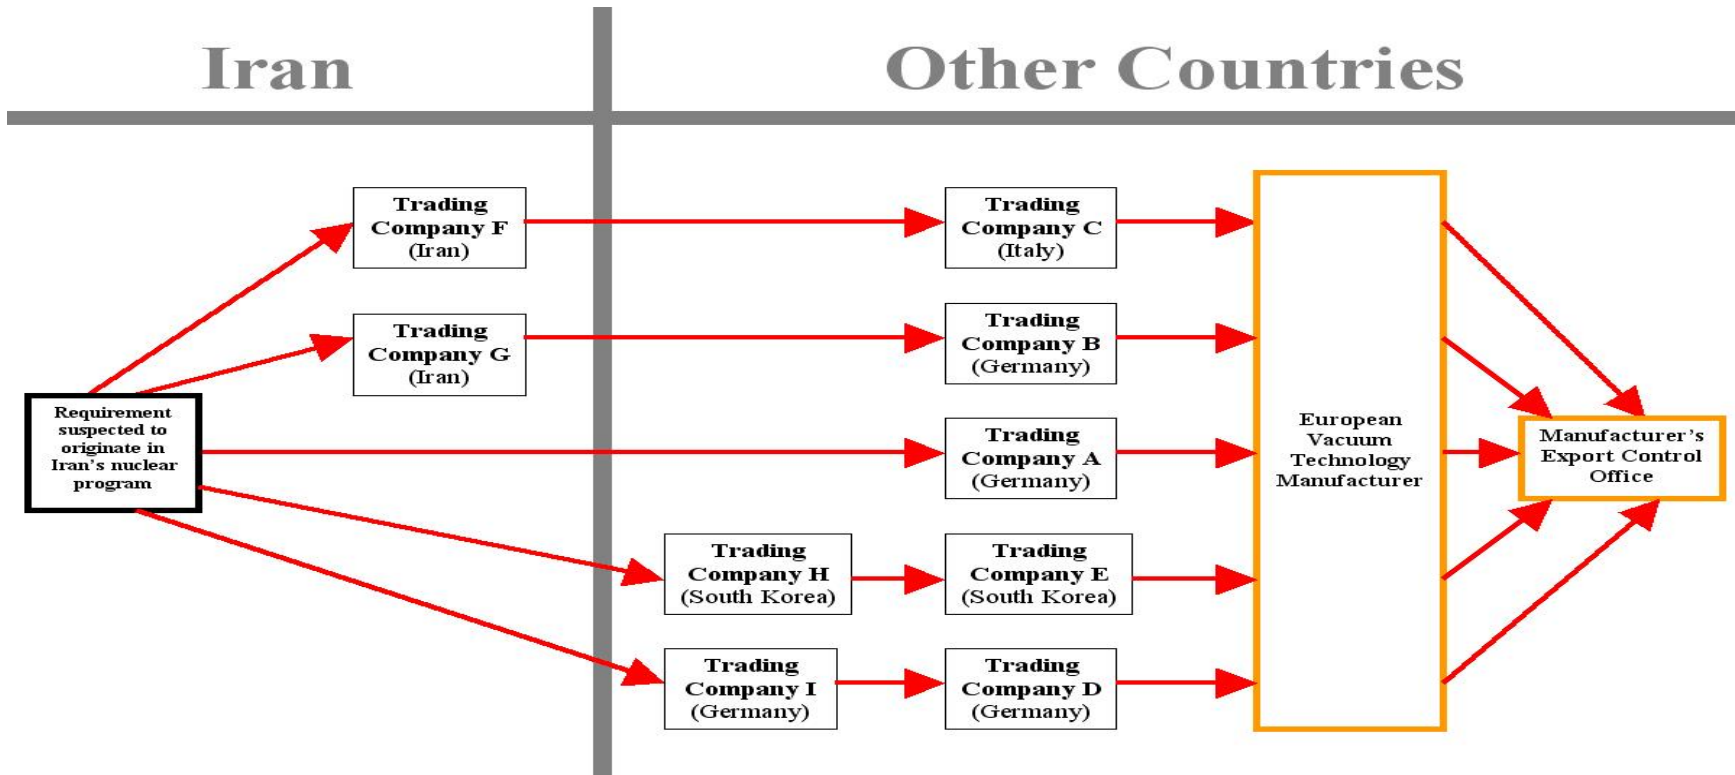 Iran
Other Countries
Trading
Company F
(Iran)
Trading
Company C
(Italy)
Trading
Company G
(Iran)
Trading
Company B
(Germany)
Requirement
suspected to
originate in
Iran's nuclear
program
Trading
Company A
(Germany)
European
Vacuum
Technology
Manufacturer
Manufacturer's
Export Control
Office
Trading
Company H
(South Korea)
Trading
Company E
(South Korea)
Trading
Company I
(Germany)
Trading
Company D
(Germany)